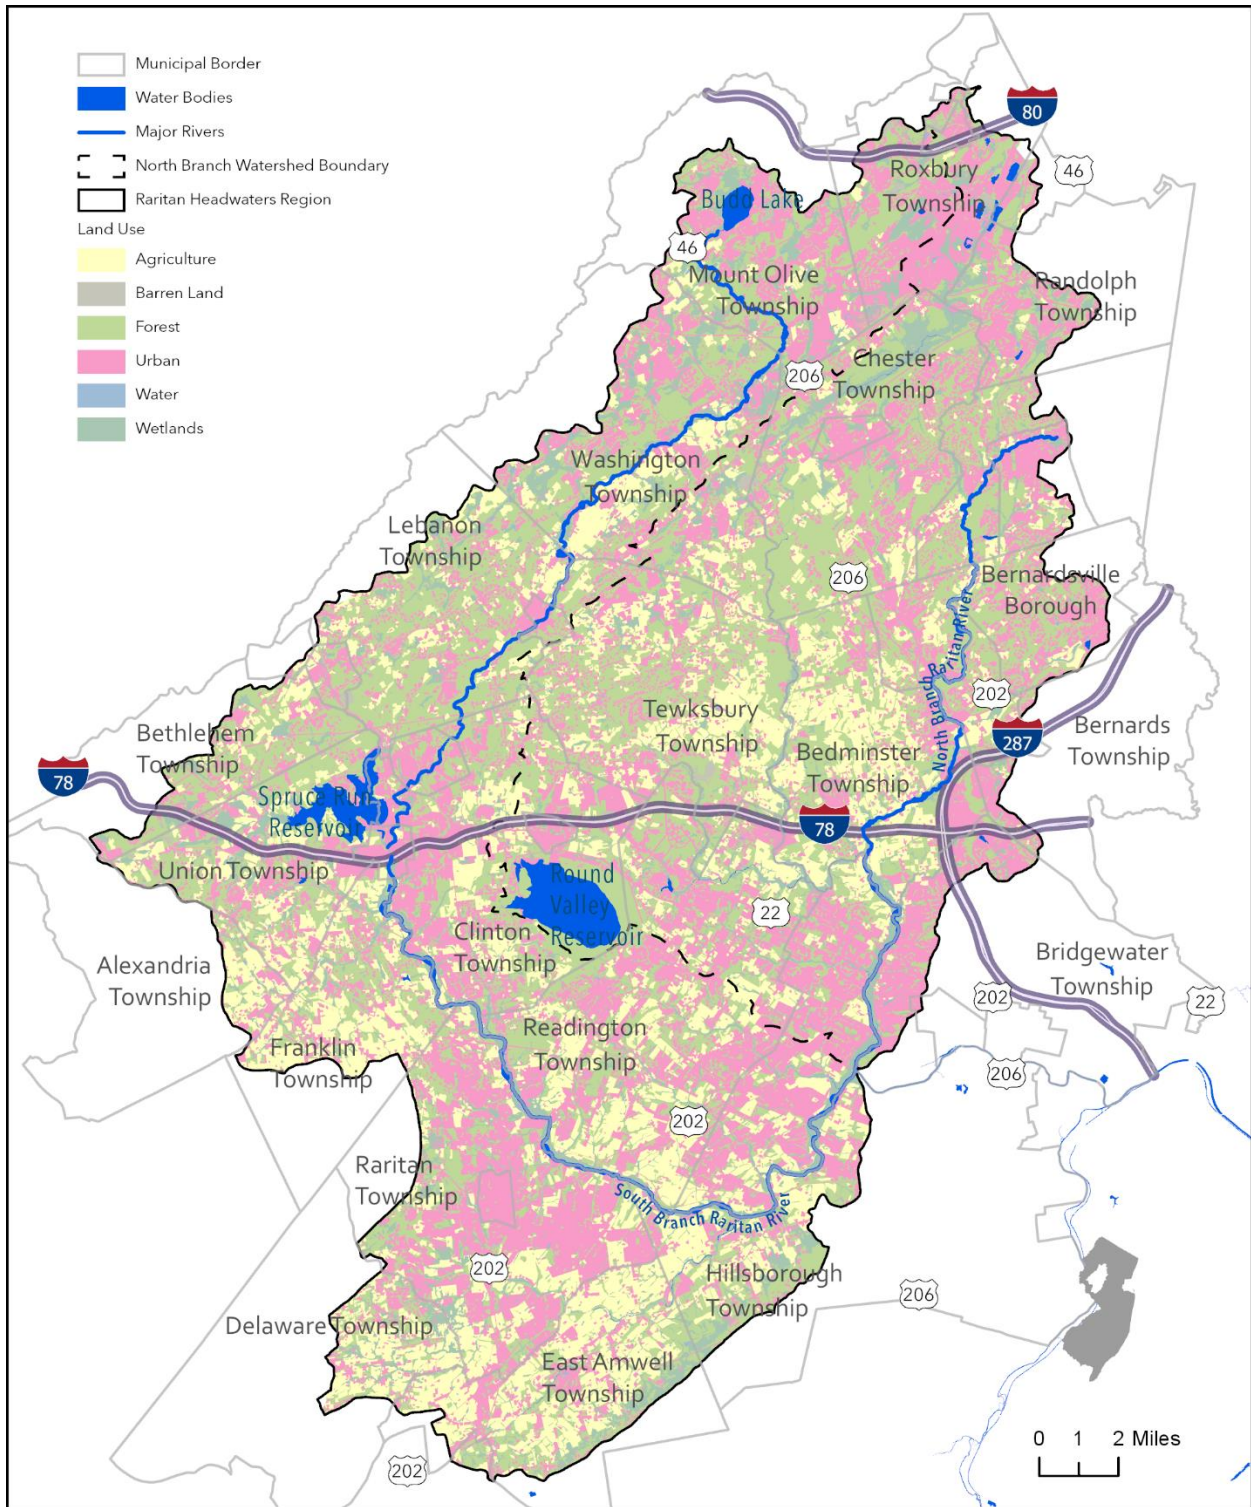 Municipal Border
Water Bodies
Major Rivers
North Branch Watershed Boundary
Raritan Headwaters Region
Land Use
Agriculture
Barren Land
Forest
Urban
Water
Wetlands
80
46
Roxbury
Township
Budd Lake
46
Mount Olive
Township
Randolph
Township
206
Chester
Township
Washington
Township
Lebanon
Township
206
Bernardsville
Borough
North Branch Raritan River
202
Tewksbury
Township
Bethlehem
Township
287
Bernards
Township
Bedminster
Township
78
Spruce Run
Reservoir
78
Union Township
Round
Valley
Reservoir
22
Clinton
Township
Alexandria
Township
Bridgewater
Township
202
22
Readington
Township
Franklin
Township
206
202
Raritan
Township
South Branch Raritan River
202
Hillsborough
Township
206
Delaware Township
East Amwell
Township
202
0 1 2 Miles